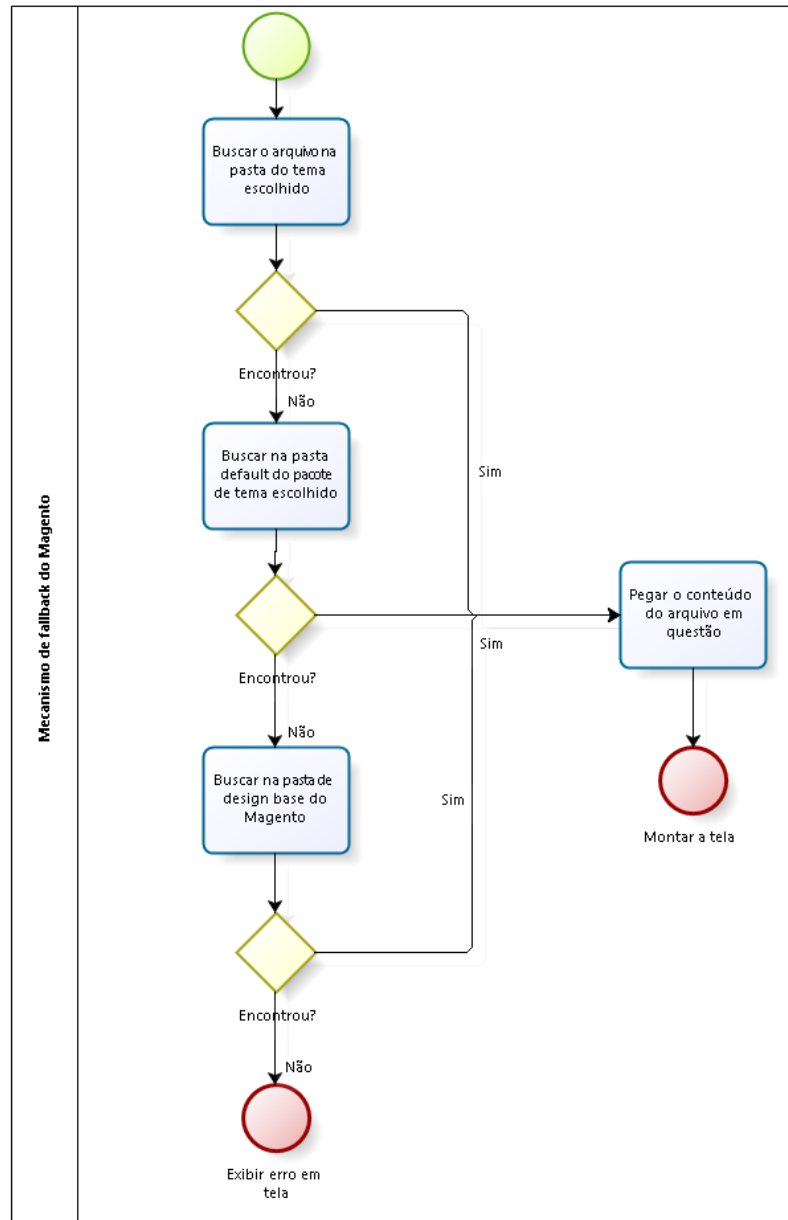 Mecanismo de fallback do Magento
Buscar o arquivo na
pasta do tema
escolhido
Encontrou?
Não
Sim
Buscar na pasta
default do pacote
de tema escolhido
Encontrou?
Sim
Não
Pegar o conteúdo
do arquivo em
questão
Buscar na pasta de
design base do
Magento
Sim
Montar a tela
Encontrou?
Não
Exibir erro em
tela